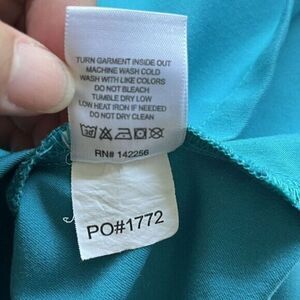 TURN GARMENT INSIDE OUT
MACHINE WASH COLD
WASH WITH LIKE COLORS
DO NOT BLEACH
TUMBLE DRY LOW
LOW HEAT IRON IF NEEDED
DO NOT DRY CLEAN
30
RN# 142256
PO#1772